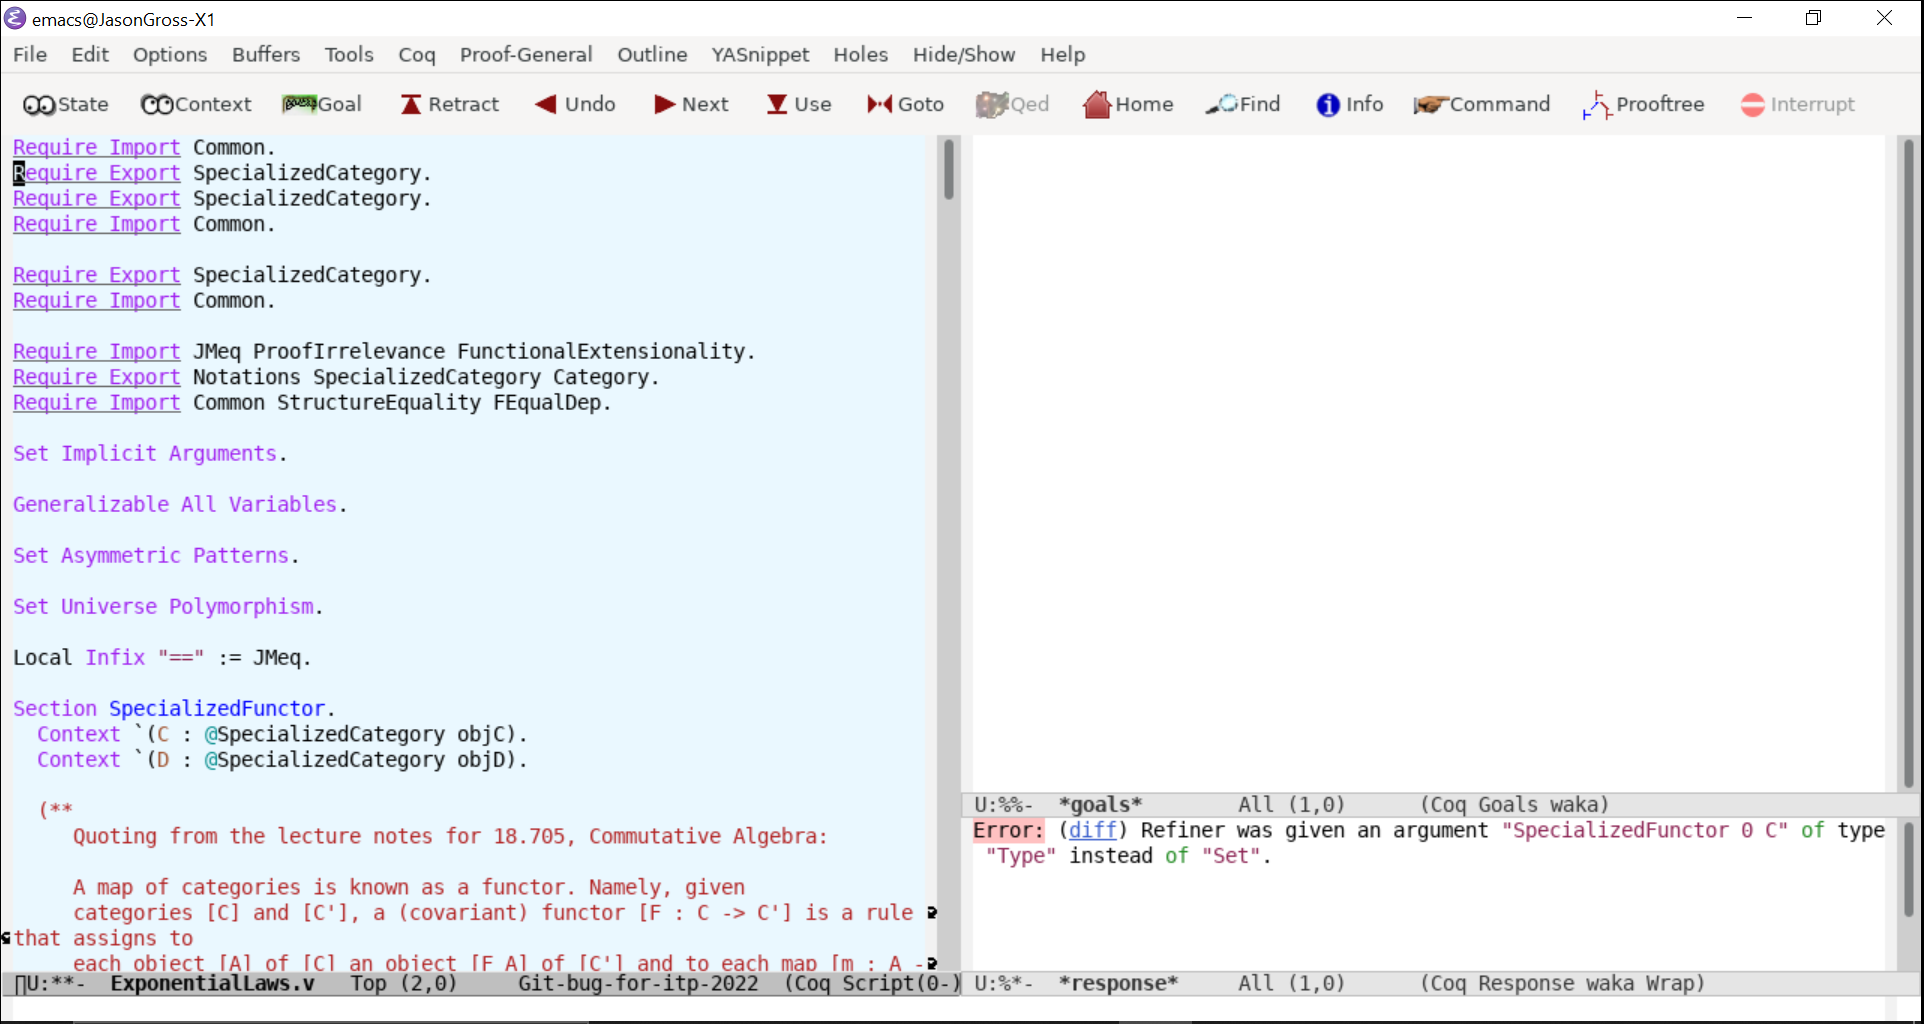 emacs@JasonGross-X1
File Edit Options Buffers Tools Coq Proof-General Outline YASnippet Holes Hide/Show Help
State Context Goal Retract Undo Next Use Goto Qed Home Find Info Command Prooftree Interrupt
Require Import Common.
Require Export SpecializedCategory.
Require Export SpecializedCategory.
Require Import Common.
Require Export SpecializedCategory.
Require Import Common.
Require Import JMeq ProofIrrelevance FunctionalExtensionality.
Require Export Notations SpecializedCategory Category.
Require Import Common StructureEquality FEqualDep.
Set Implicit Arguments.
Generalizable All Variables.
Set Asymmetric Patterns.
Set Universe Polymorphism.
Local Infix "==" := JMeq.
Section SpecializedFunctor.
Context `(C : @SpecializedCategory objC).
Context `(D : @SpecializedCategory objD).
(**
Quoting from the lecture notes for 18.705, Commutative Algebra:
A map of categories is known as a functor. Namely, given
categories [C] and [C'], a (covariant) functor [F : C -> C'] is a rule
that assigns to
each object [A] of [C] an object [F A] of [C'] and to each map [m : A -
U:**- ExponentialLaws.v Top (2,0) Git-bug-for-itp-2022 (Coq Script(0-)
U:%%- *goals* All (1,0) (Coq Goals waka)
Error: (diff) Refiner was given an argument "SpecializedFunctor 0 C" of type
"Type" instead of "Set".
U:%*- *response* All (1,0) (Coq Response waka Wrap)